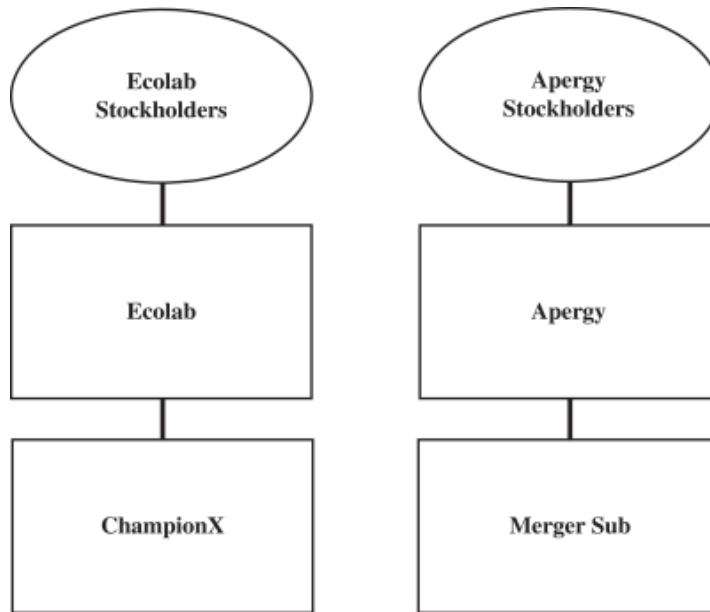 Ecolab
Stockholders
Apergy
Stockholders
Ecolab
Apergy
ChampionX
Merger Sub